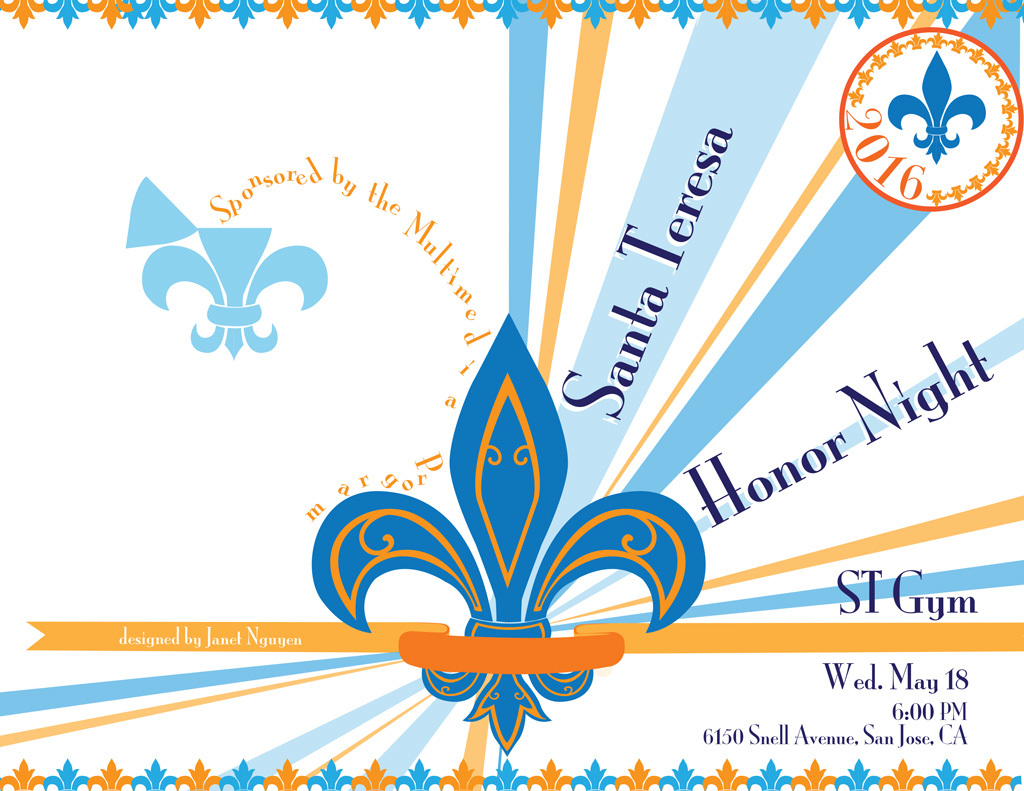 2016
Sponsored by the Multimedia Program
Santa Teresa
Honor Night
ST Gym
designed by Janet Nguyen
Wed. May 18
6:00 PM
6150 Snell Avenue, San Jose, CA